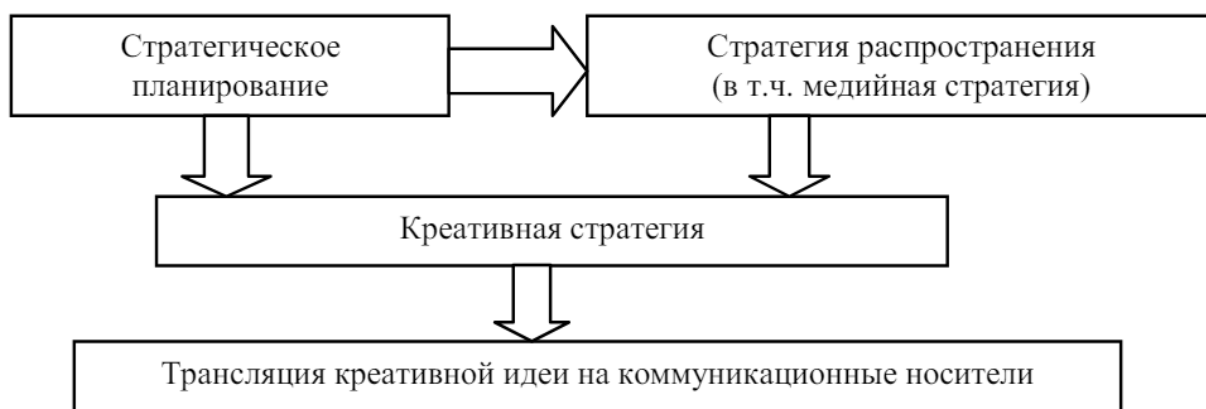 Стратегическое
планирование
Стратегия распространения
(в т.ч. медийная стратегия)
Креативная стратегия
Трансляция креативной идеи на коммуникационные носители